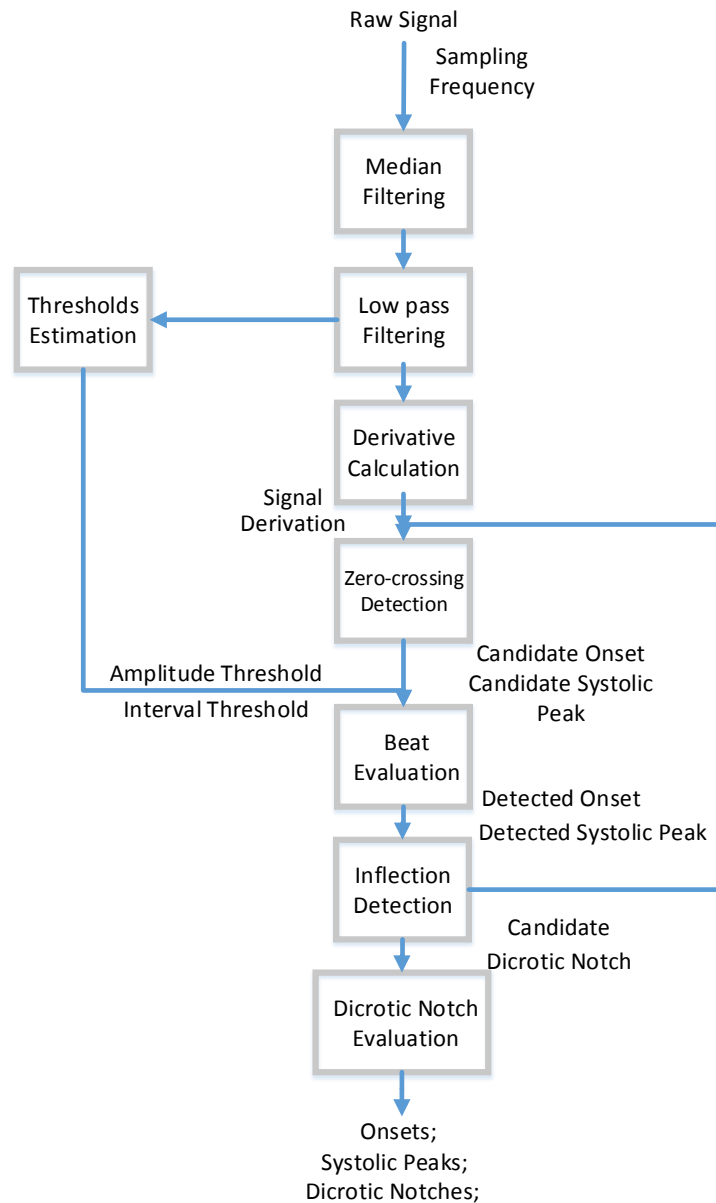 Raw Signal
Sampling
Frequency
Median
Filtering
Thresholds
Estimation
Low pass
Filtering
Derivative
Calculation
Signal
Derivation
Zero-crossing
Detection
Amplitude Threshold
Interval Threshold
Candidate Onset
Candidate Systolic
Peak
Beat
Evaluation
Detected Onset
Detected Systolic Peak
Inflection
Detection
Candidate
Dicrotic Notch
Dicrotic Notch
Evaluation
Onsets;
Systolic Peaks;
Dicrotic Notches;